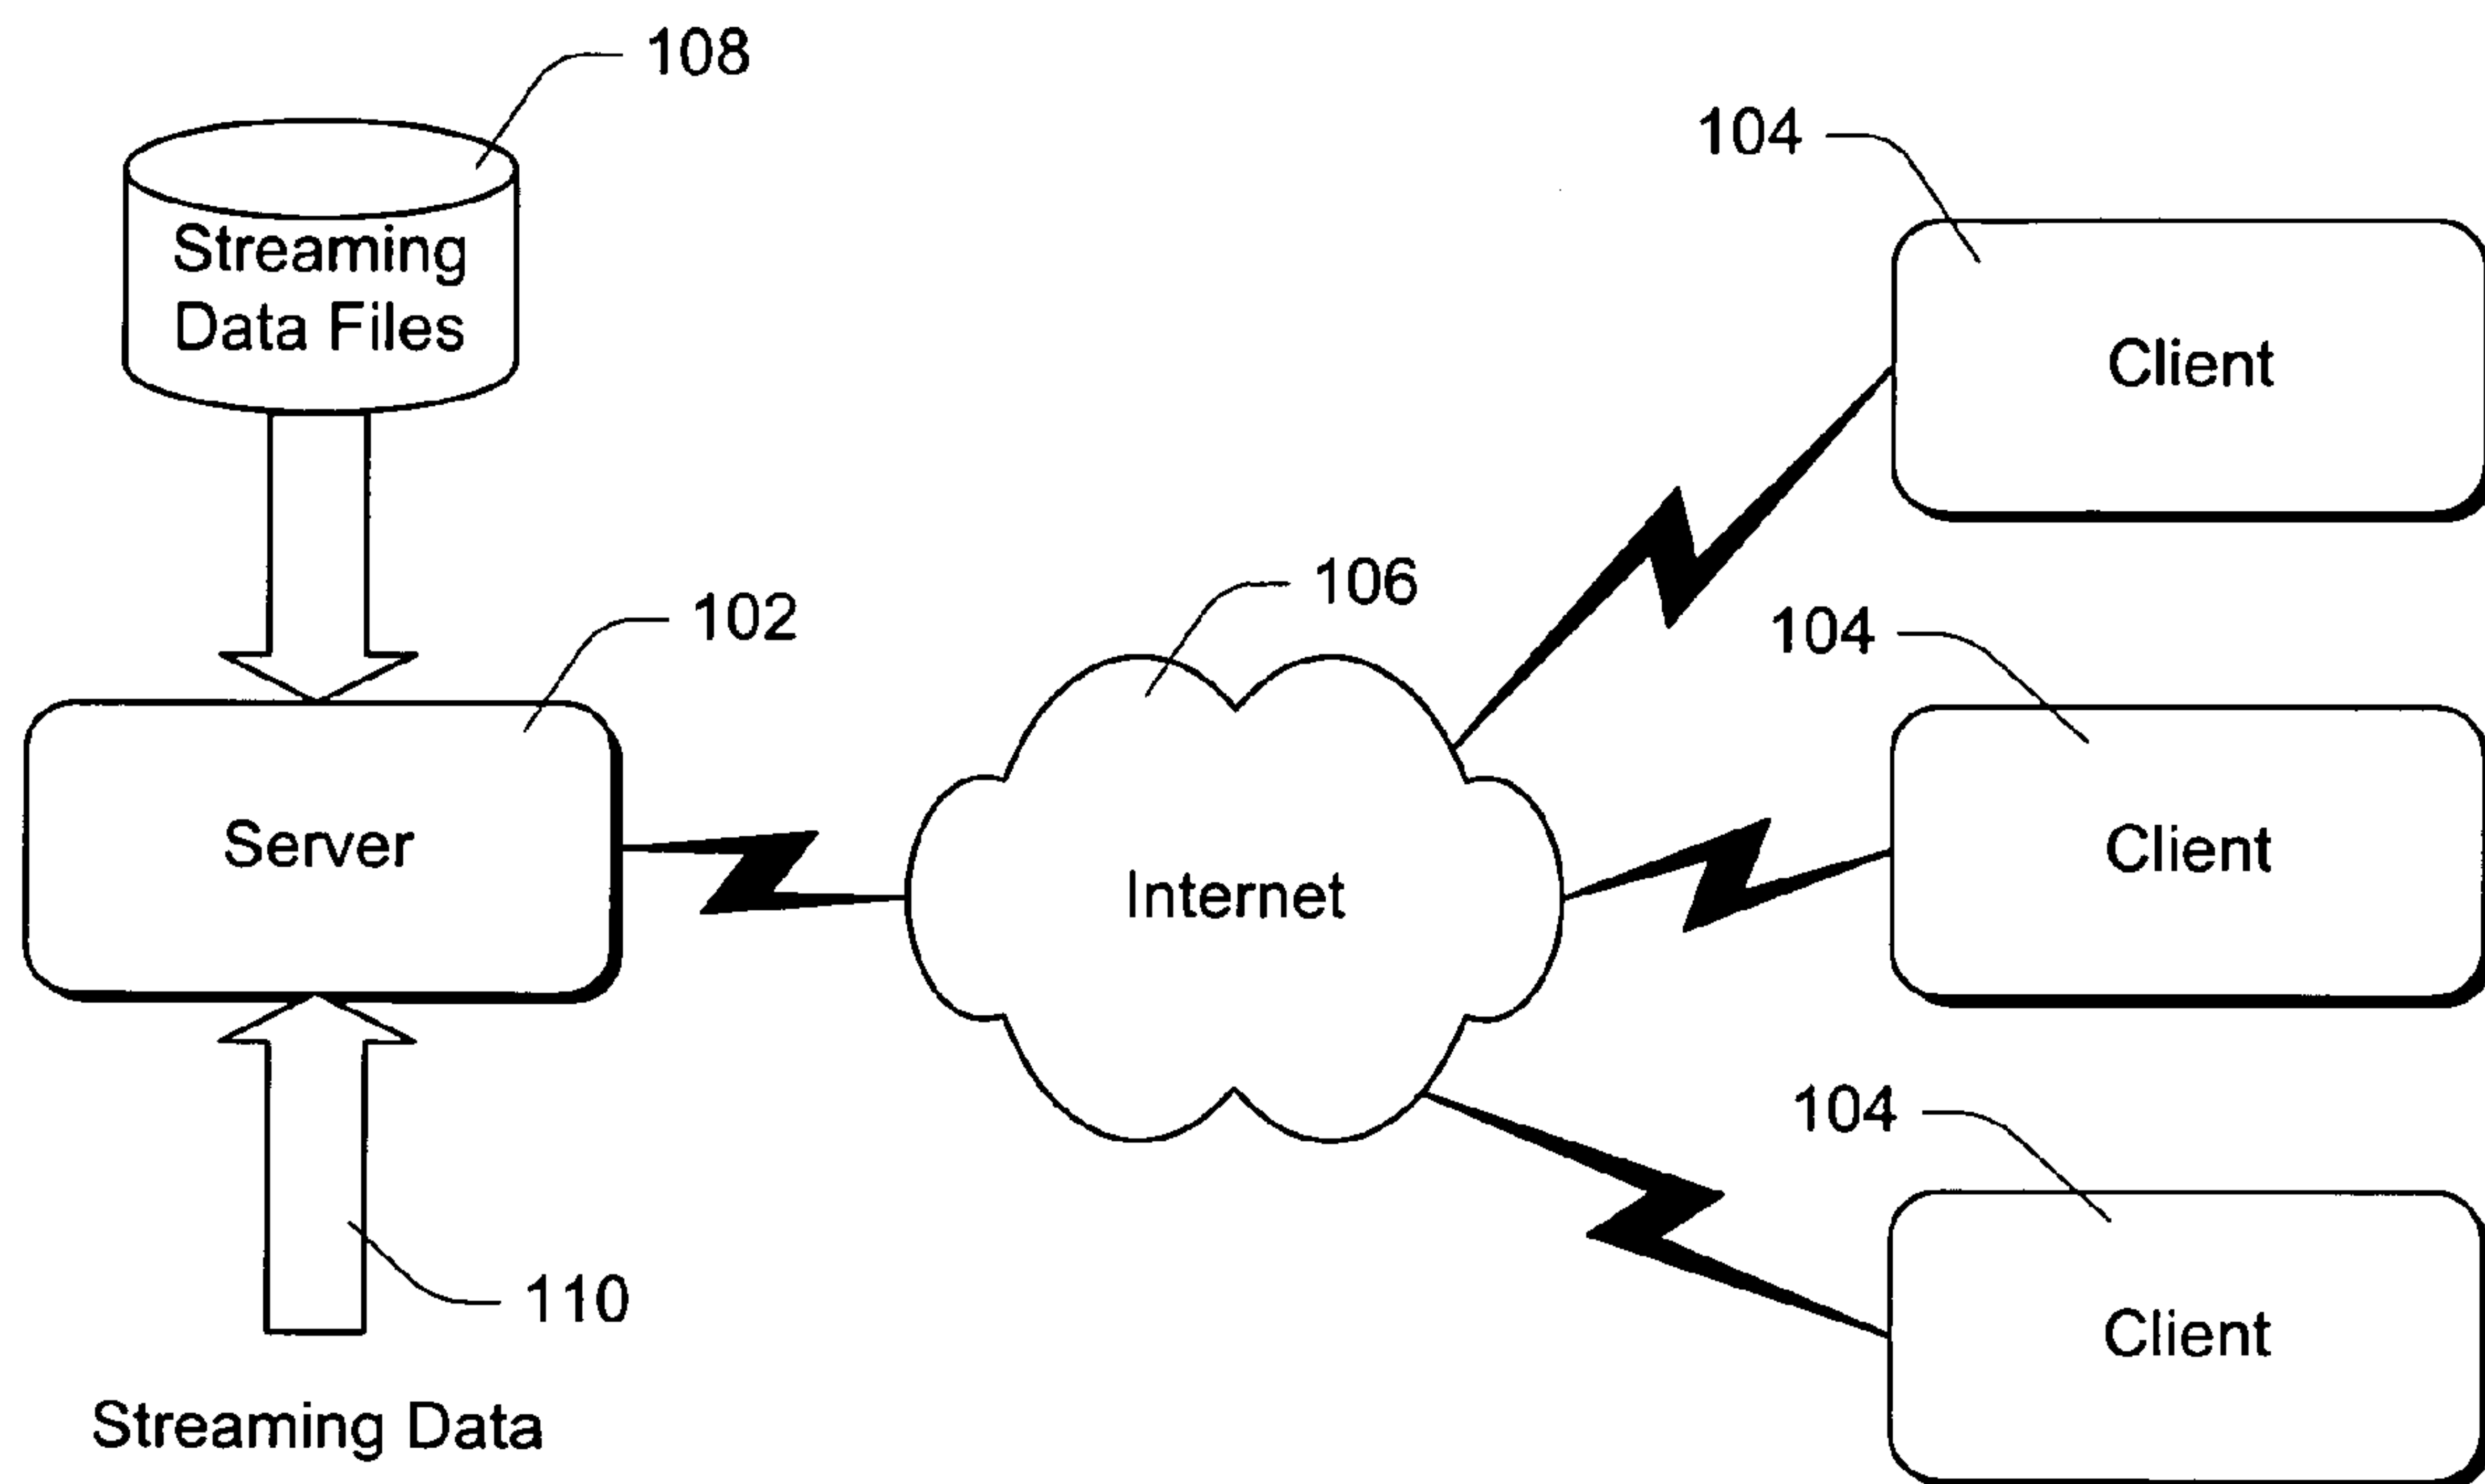 108
104
Streaming
Data Files
Client
106
102
104
Server
Internet
Client
104
110
Client
Streaming Data